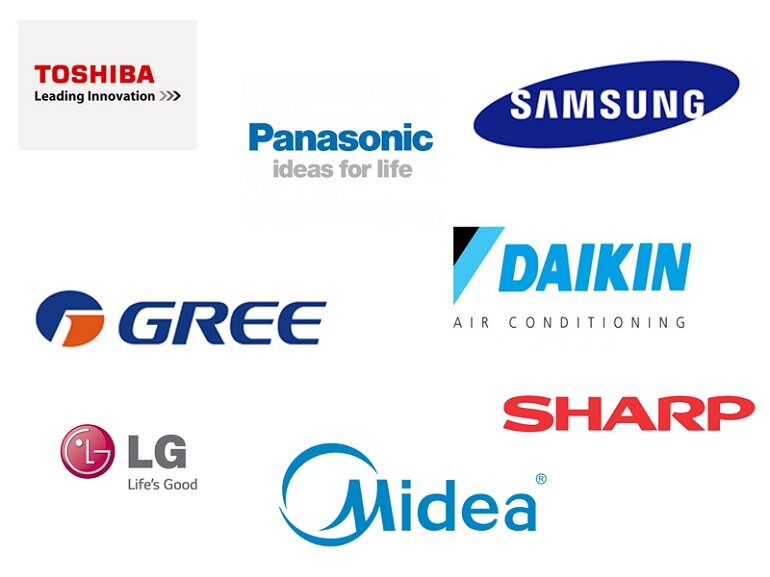 TOSHIBA
Leading Innovation >>>
Panasonic
ideas for life
SAMSUNG
DAIKIN
AIR CONDITIONING
GREE
SHARP
LG
Life's Good
Midea®